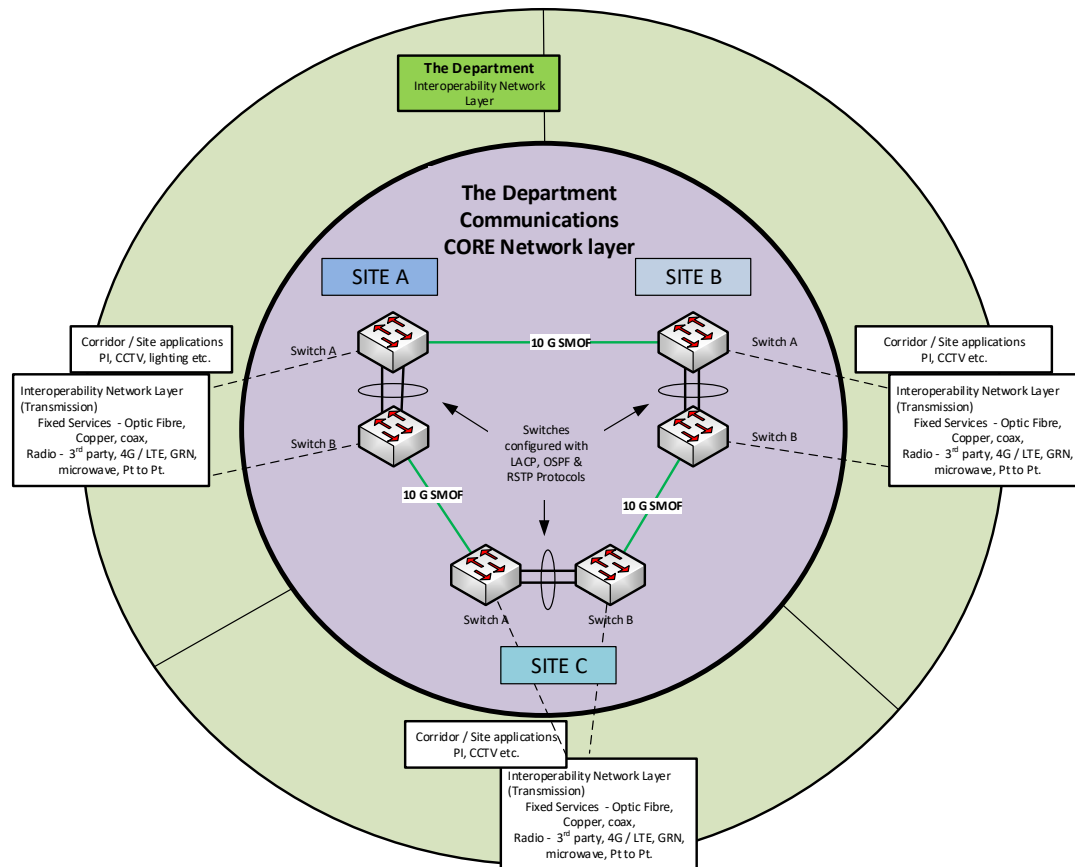 The Department
Interoperability Network
Layer
The Department
Communications
CORE Network layer
SITE A
SITE B
Corridor / Site applications
PI, CCTV, lighting etc.
Switch A
10 G SMOF
Switch A
Corridor / Site applications
PI, CCTV etc.
Interoperability Network Layer
(Transmission)
Fixed Services - Optic Fibre,
Copper, coax,
Radio - 3rd party, 4G / LTE, GRN,
microwave, Pt to Pt.
Switch B
Switches
configured with
LACP, OSPF &
RSTP Protocols
Switch B
Interoperability Network Layer
(Transmission)
Fixed Services - Optic Fibre,
Copper, coax,
Radio - 3rd party, 4G / LTE, GRN,
microwave, Pt to Pt.
10 G SMOF
10 G SMOF
Switch A
Switch B
SITE C
Corridor / Site applications
PI, CCTV etc.
Interoperability Network Layer
(Transmission)
Fixed Services - Optic Fibre,
Copper, coax,
Radio - 3rd party, 4G / LTE, GRN,
microwave, Pt to Pt.